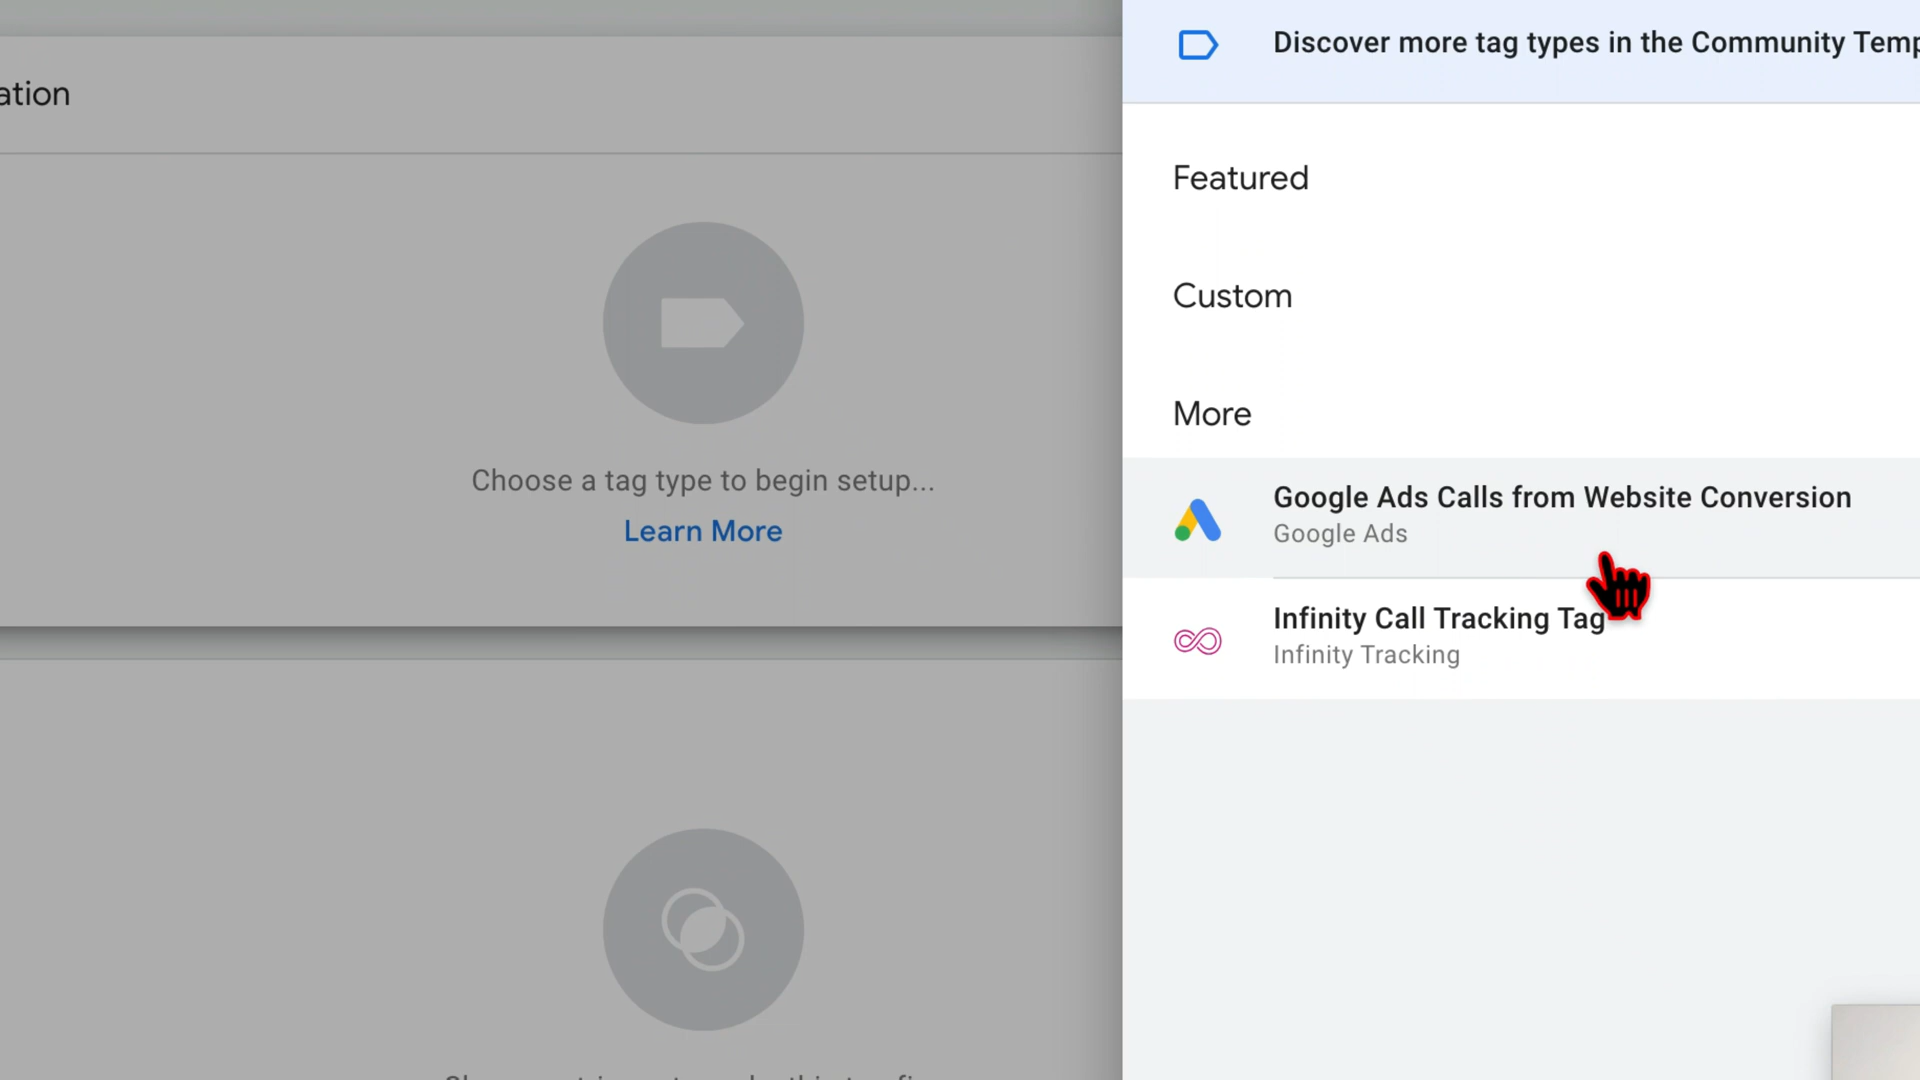 ation
Choose a tag type to begin setup...
Learn More
Discover more tag types in the Community
Featured
Custom
More
Google Ads Calls from Website Conversion
Google Ads
Infinity Call Tracking Tag
Infinity Tracking